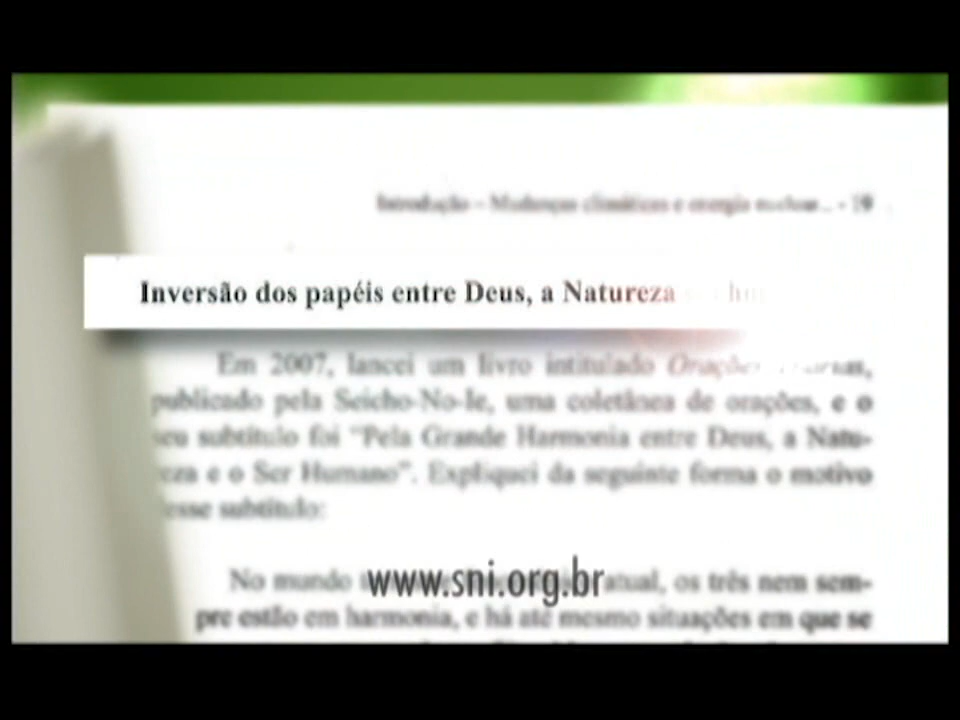 Introdução - Mudanças climáticas e energia nuclear... - 19
Inversão dos papéis entre Deus, a Natureza
Em 2007, lancei um livro intitulado Orações
publicado pela Seicho-No-Ie, uma coletânea de orações, e o
seu subtítulo foi "Pela Grande Harmonia entre Deus, a Natu-
reza e o Ser Humano". Expliquei da seguinte forma o motivo
esse subtítulo:
No mundo atual, os três nem sem-
www.sni.org.br
pre estão em harmonia, e há até mesmo situações em que se